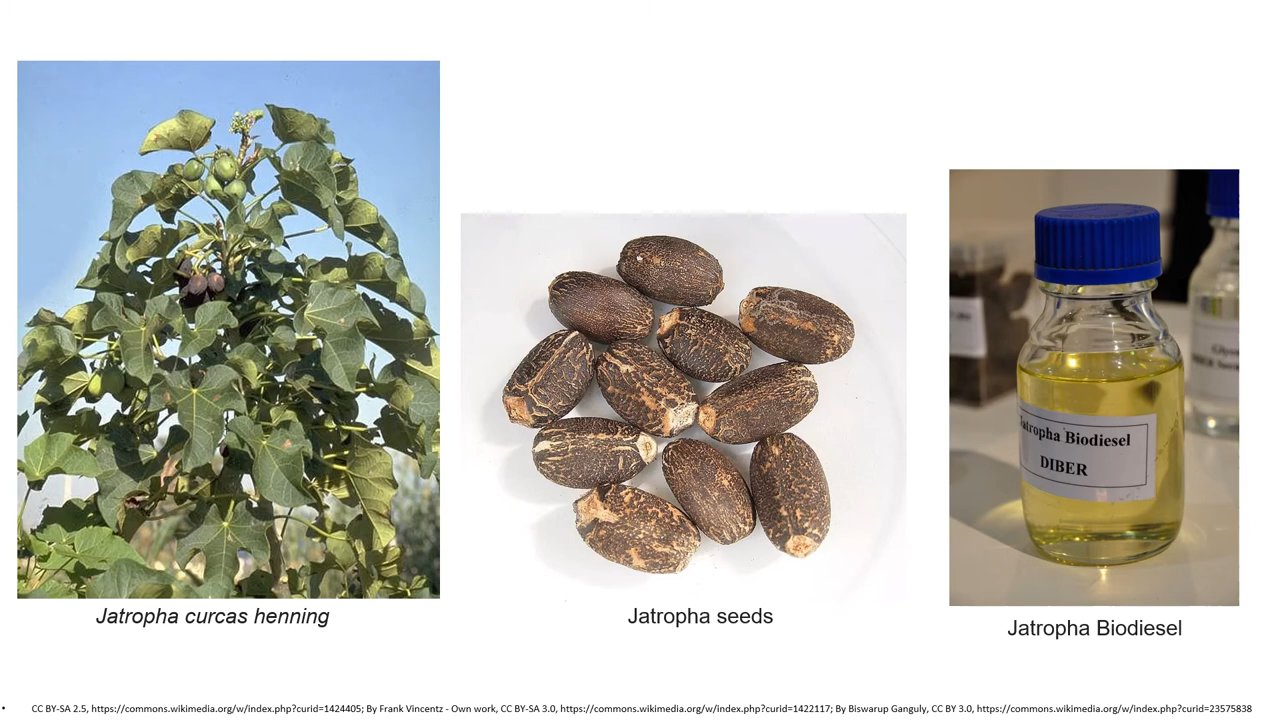 Jatropha Biodiesel
DIBER
Jatropha curcas henning
Jatropha seeds
Jatropha Biodiesel
• CC BY-SA 2.5, https://commons.wikimedia.org/w/index.php?curid=1424405; By Frank Vincentz - Own work, CC BY-SA 3.0, https://commons.wikimedia.org/w/index.php?curid=1422117; By Biswarup Ganguly, CC BY 3.0, https://commons.wikimedia.org/w/index.php?curid=23575838